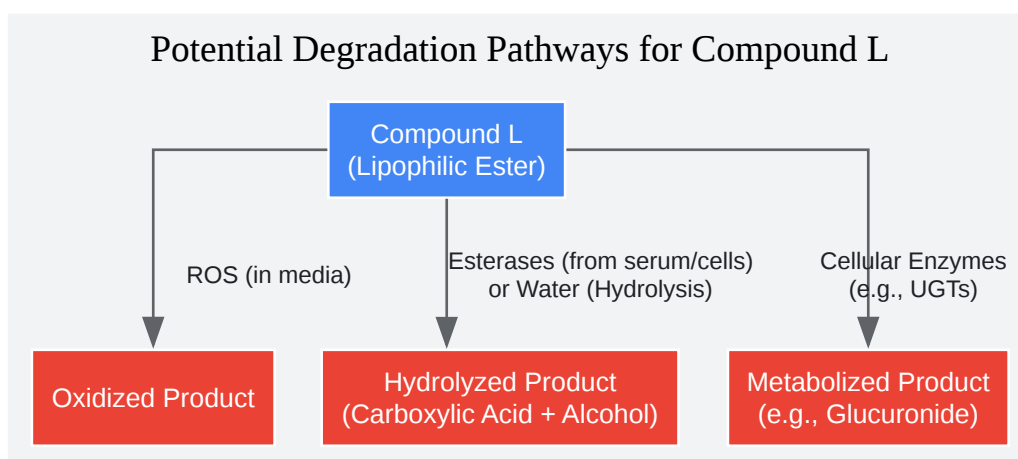 Potential Degradation Pathways for Compound L
Compound L
(Lipophilic Ester)
ROS (in media)
Esterases (from serum/cells)
or Water (Hydrolysis)
Cellular Enzymes
(e.g., UGTs)
Oxidized Product
Hydrolyzed Product
(Carboxylic Acid + Alcohol)
Metabolized Product
(e.g., Glucuronide)